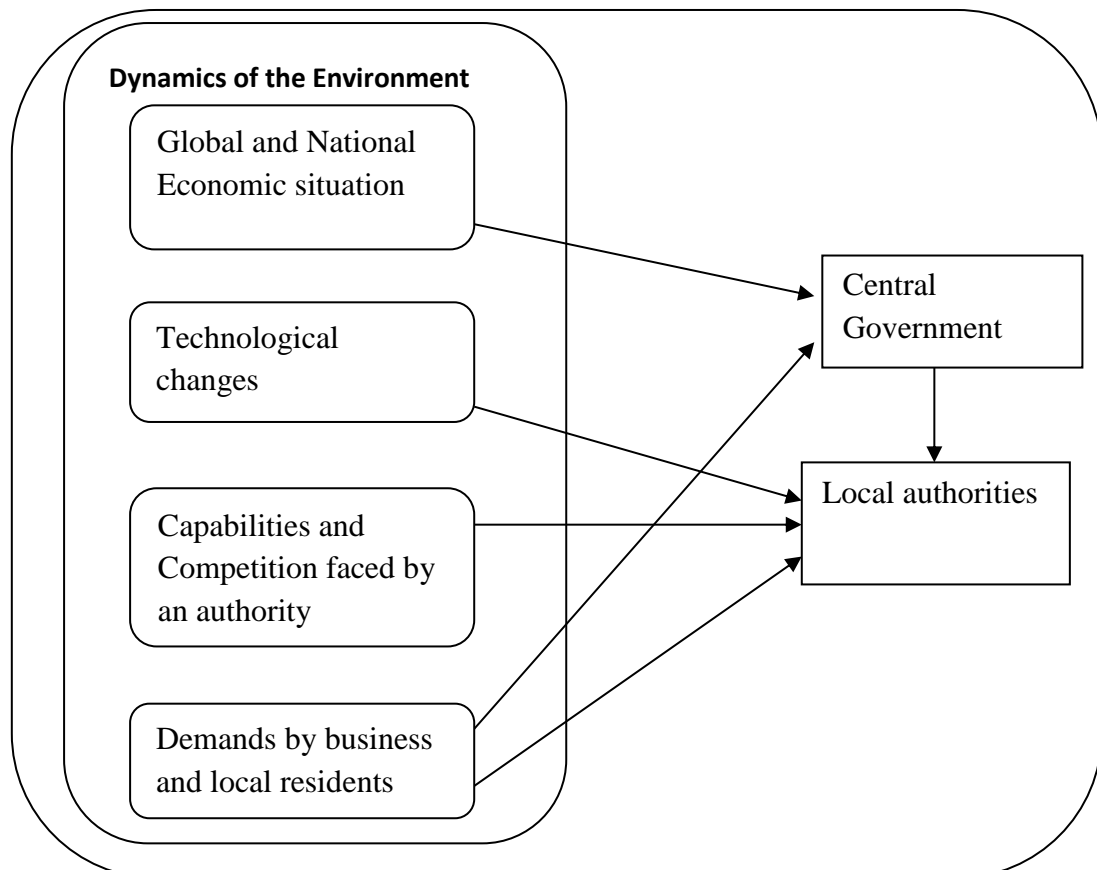 Dynamics of the Environment
Global and National
Economic situation
Technological
changes
Capabilities and
Competition faced by
an authority
Demands by business
and local residents
Central
Government
Local authorities